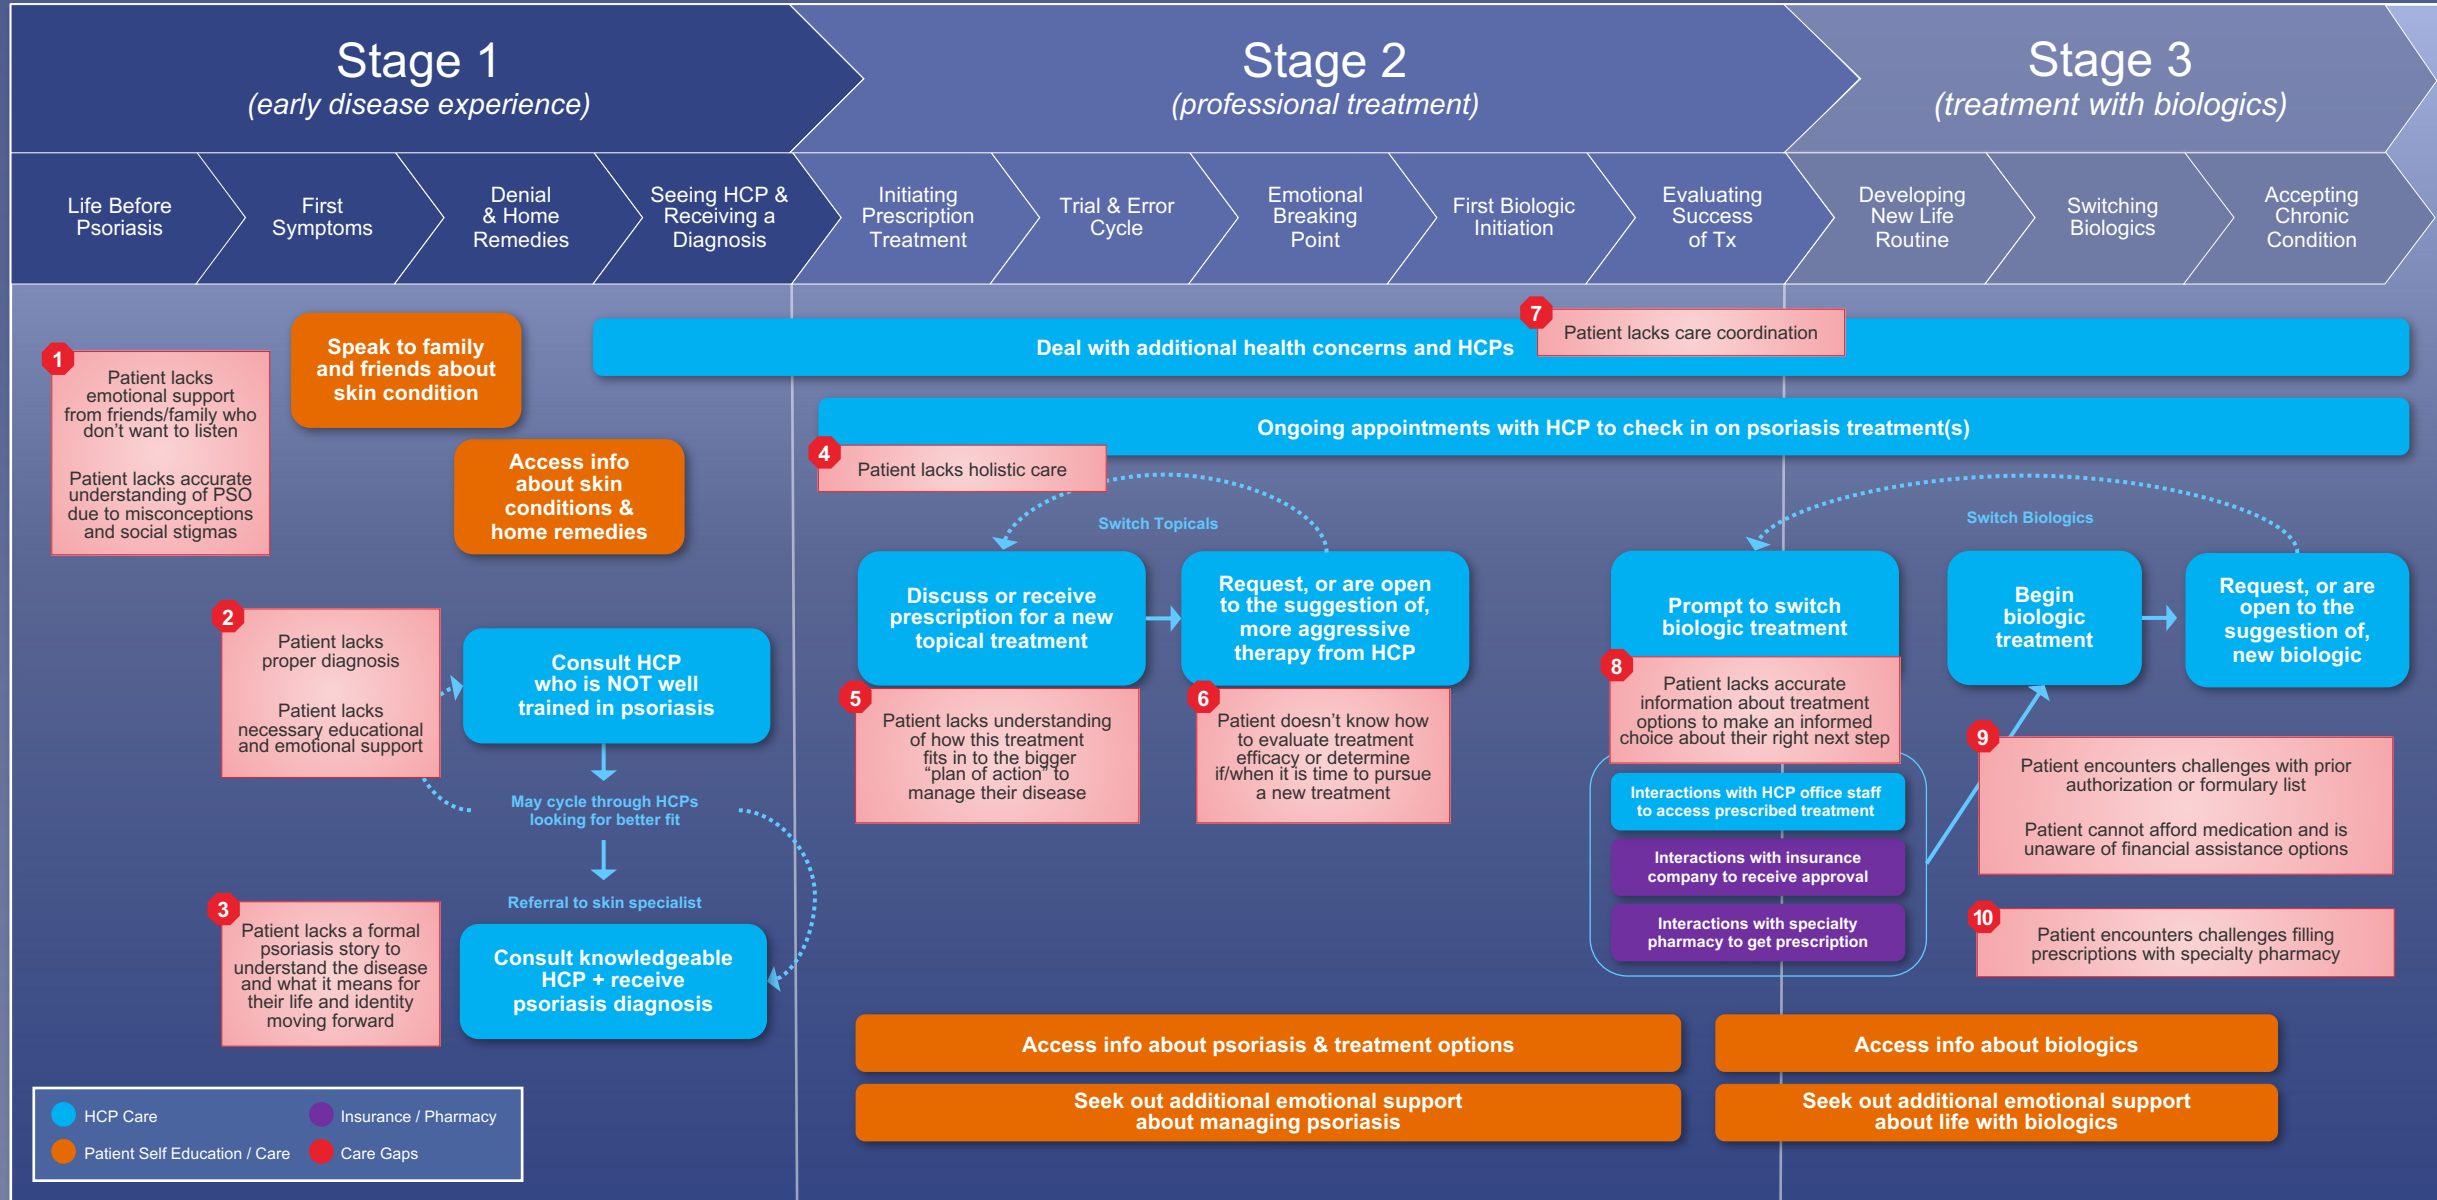 Stage 1
(early disease experience)
Stage 2
(professional treatment)
Stage 3
(treatment with biologics)
Life Before
Psoriasis
First
Symptoms
Denial
& Home
Remedies
Seeing HCP &
Receiving a
Diagnosis
Initiating
Prescription
Treatment
Trial & Error
Cycle
Emotional
Breaking
Point
First Biologic
Initiation
Evaluating
Success
of Tx
Developing
New Life
Routine
Switching
Biologics
Accepting
Chronic
Condition
1
Patient lacks
emotional support
from friends/family who
don't want to listen
Patient lacks accurate
understanding of PSO
due to misconceptions
and social stigmas
Speak to family
and friends about
skin condition
Access info
about skin
conditions &
home remedies
2
Patient lacks
proper diagnosis
Patient lacks
necessary educational
and emotional support
Consult HCP
who is NOT well
trained in psoriasis
May cycle through HCPs
looking for better fit
Referral to skin specialist
3
Patient lacks a formal
psoriasis story to
understand the disease
and what it means for
their life and identity
moving forward
Consult knowledgeable
HCP + receive
psoriasis diagnosis
Deal with additional health concerns and HCPs
7
Patient lacks care coordination
Ongoing appointments with HCP to check in on psoriasis treatment(s)
4
Patient lacks holistic care
Switch Topicals
Discuss or receive
prescription for a new
topical treatment
Request, or are open
to the suggestion of,
more aggressive
therapy from HCP
5
Patient lacks understanding
of how this treatment
fits in to the bigger
“plan of action” to
manage their disease
6
Patient doesn’t know how
to evaluate treatment
efficacy or determine
if/when it is time to pursue
a new treatment
Switch Biologics
Prompt to switch
biologic treatment
8
Patient lacks accurate
information about treatment
options to make an informed
choice about their right next step
Interactions with HCP office staff
to access prescribed treatment
Interactions with insurance
company to receive approval
Interactions with specialty
pharmacy to get prescription
Begin
biologic
treatment
Request, or are
open to the
suggestion of,
new biologic
9
Patient encounters challenges with prior
authorization or formulary list
Patient cannot afford medication and is
unaware of financial assistance options
10
Patient encounters challenges filling
prescriptions with specialty pharmacy
Access info about psoriasis & treatment options
Seek out additional emotional support
about managing psoriasis
Access info about biologics
Seek out additional emotional support
about life with biologics
HCP Care
Insurance / Pharmacy
Patient Self Education / Care
Care Gaps